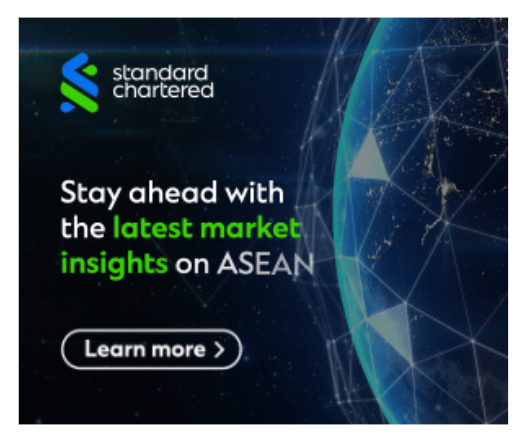 standard
chartered
Stay ahead with
the latest market
insights on ASEAN
Learn more >